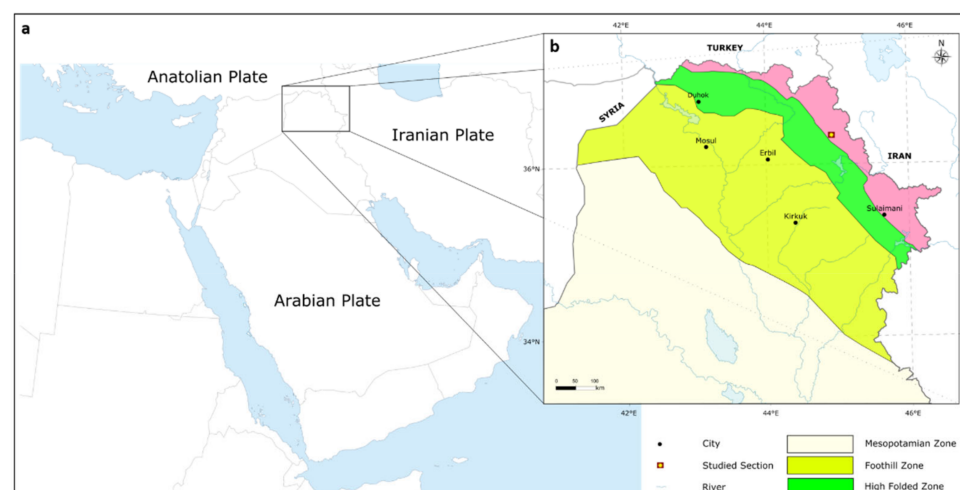 a
Anatolian Plate
Iranian Plate
Arabian Plate
b
42°E
44°E
46°E
TURKEY
N
SYRIA
Duhok
Mosul
Erbil
IRAN
36°N
Sulaimani
Kirkuk
34°N
0 50 100
km
42°E
44°E
46°E
City
Mesopotamian Zone
Studied Section
Foothill Zone
River
High Folded Zone